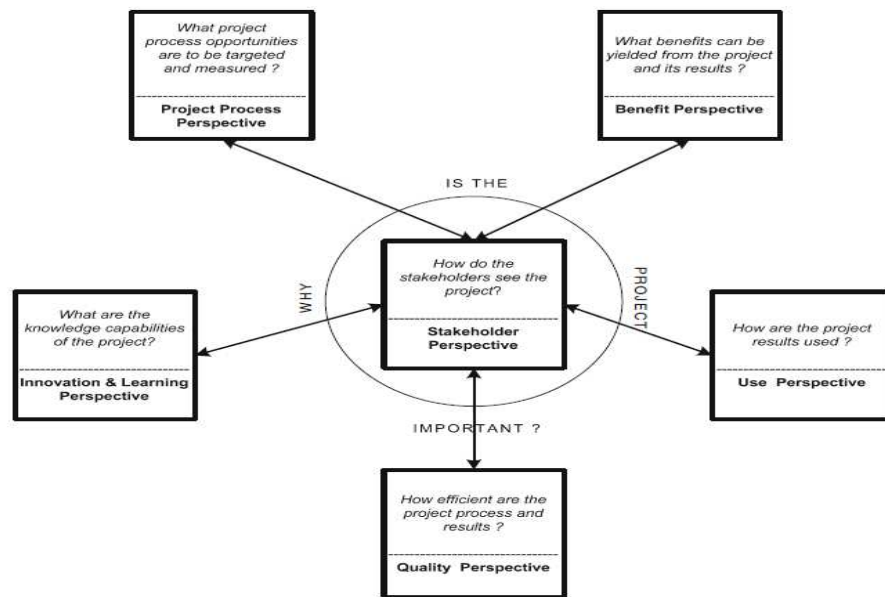 What project
process opportunities
are to be targeted
and measured ?
Project Process
Perspective
What benefits can be
yielded from the project
and its results ?
Benefit Perspective
IS THE
WHY
PROJECT
IMPORTANT ?
How do the
stakeholders see the
project?
Stakeholder
Perspective
What are the
knowledge capabilities
of the project?
Innovation & Learning
Perspective
How are the project
results used ?
Use Perspective
How efficient are the
project process and
results ?
Quality Perspective